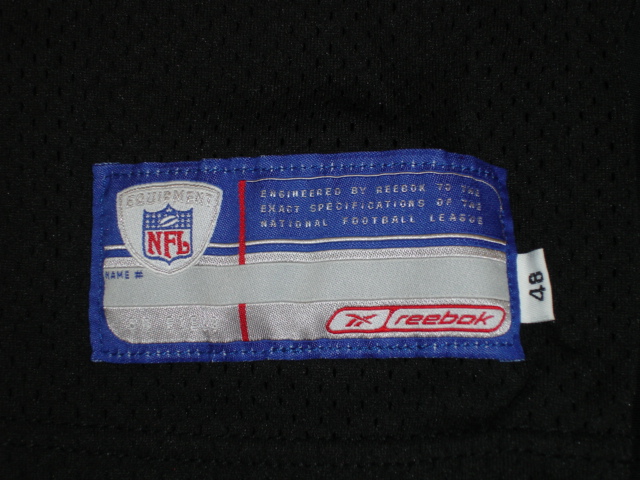 EQUIPMENT
NFL
ENGINEERED BY REEBOK TO THE
EXACT SPECIFICATIONS OF THE
NATIONAL FOOTBALL LEAGUE
NAME #
Reebok
48